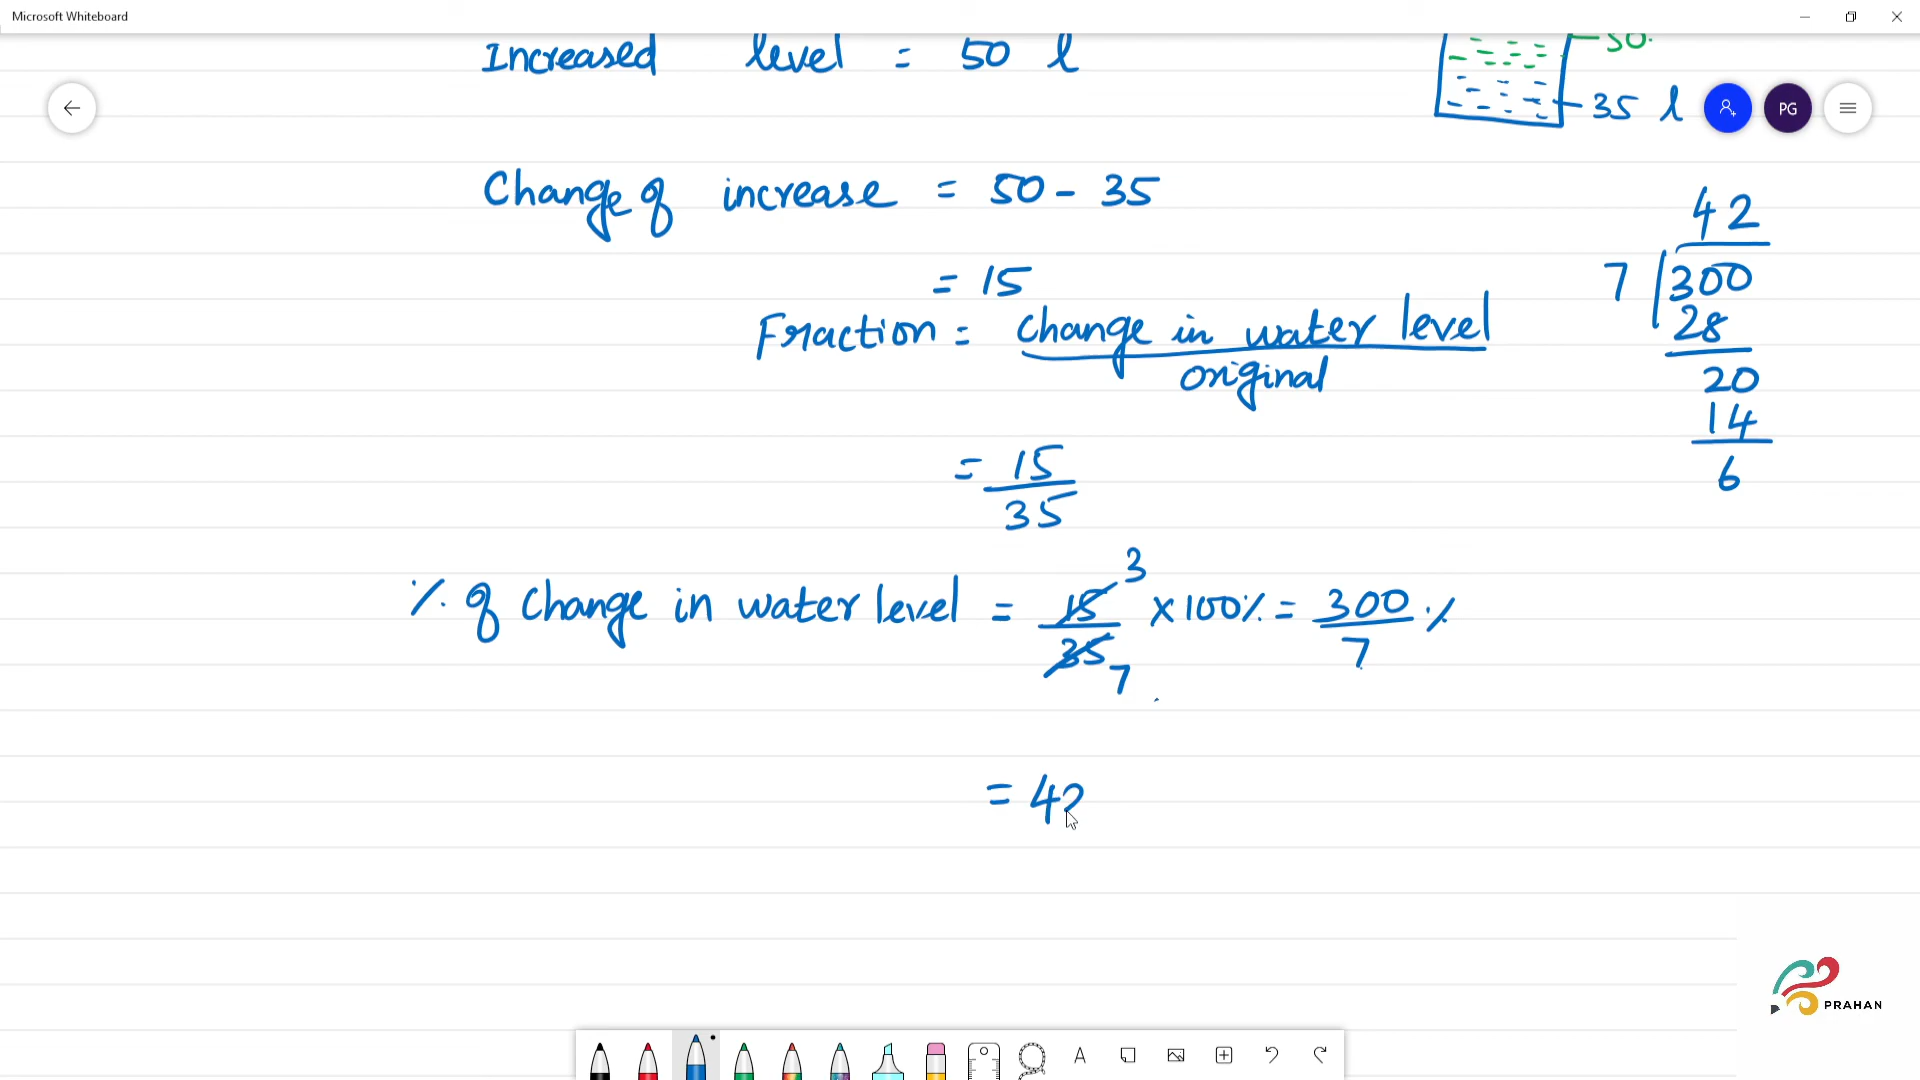 Microsoft Whiteboard
Increased level = 50 l
50.
35 l
PG
Change of increase = 50 - 35
= 15
Fraction = Change in water level
original
= 15
35
% of Change in water level = 15 3 × 100% = 300 %
35 7 7
= 42
42
7 300
28
20
14
6
PRAHAN
A